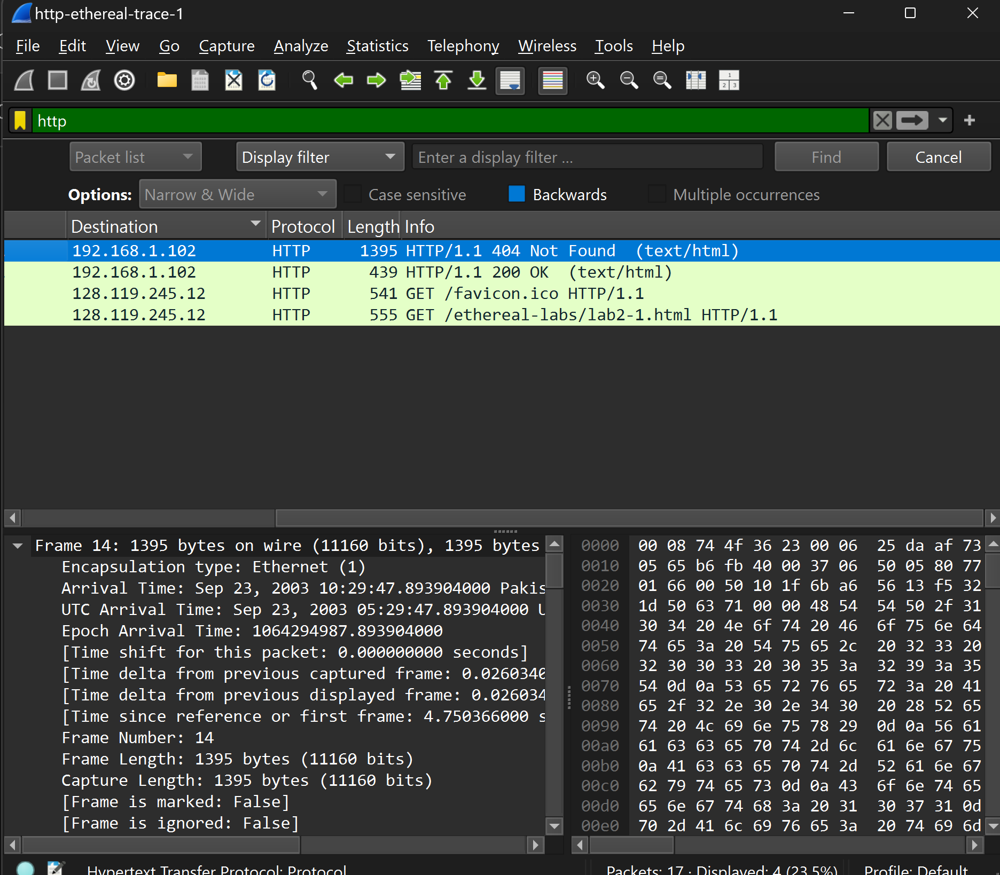 http-ethereal-trace-1
File Edit View Go Capture Analyze Statistics Telephony Wireless Tools Help
http
Packet list Display filter Enter a display filter ... Find Cancel
Options: Narrow & Wide Case sensitive Backwards Multiple occurrences
Destination Protocol Length Info
192.168.1.102 HTTP 1395 HTTP/1.1 404 Not Found (text/html)
192.168.1.102 HTTP 439 HTTP/1.1 200 OK (text/html)
128.119.245.12 HTTP 541 GET /favicon.ico HTTP/1.1
128.119.245.12 HTTP 555 GET /ethereal-labs/lab2-1.html HTTP/1.1
Frame 14: 1395 bytes on wire (11160 bits), 1395 bytes
Encapsulation type: Ethernet (1)
Arrival Time: Sep 23, 2003 10:29:47.893904000 Pakis
UTC Arrival Time: Sep 23, 2003 05:29:47.893904000 U
Epoch Arrival Time: 1064294987.893904000
[Time shift for this packet: 0.000000000 seconds]
[Time delta from previous captured frame: 0.0260340
[Time delta from previous displayed frame: 0.026034
[Time since reference or first frame: 4.750366000 s
Frame Number: 14
Frame Length: 1395 bytes (11160 bits)
Capture Length: 1395 bytes (11160 bits)
[Frame is marked: False]
[Frame is ignored: False]
0000 00 08 74 4f 36 23 00 06 25 da af 73
0010 05 65 b6 fb 40 00 37 06 50 05 80 77
0020 01 66 00 50 10 1f 6b a6 56 13 f5 32
0030 1d 50 63 71 00 00 48 54 54 50 2f 31
0040 30 34 20 4e 6f 74 20 46 6f 75 6e 64
0050 74 65 3a 20 54 75 65 2c 20 32 33 20
0060 32 30 30 33 20 30 35 3a 32 39 3a 35
0070 54 0d 0a 53 65 72 76 65 72 3a 20 41
0080 65 2f 32 2e 30 2e 34 30 20 28 52 65
0090 74 20 4c 69 6e 75 78 29 0d 0a 56 61
00a0 61 63 63 65 70 74 2d 6c 61 6e 67 75
00b0 0a 41 63 63 65 70 74 2d 52 61 6e 67
00c0 62 79 74 65 73 0d 0a 43 6f 6e 74 65
00d0 65 6e 67 74 68 3a 20 31 30 37 31 0d
00e0 70 2d 41 6c 69 76 65 3a 20 74 69 6d
Hypertext Transfer Protocol: Protocol Packets: 17 · Displayed: 4 (23.5%) Profile: Default